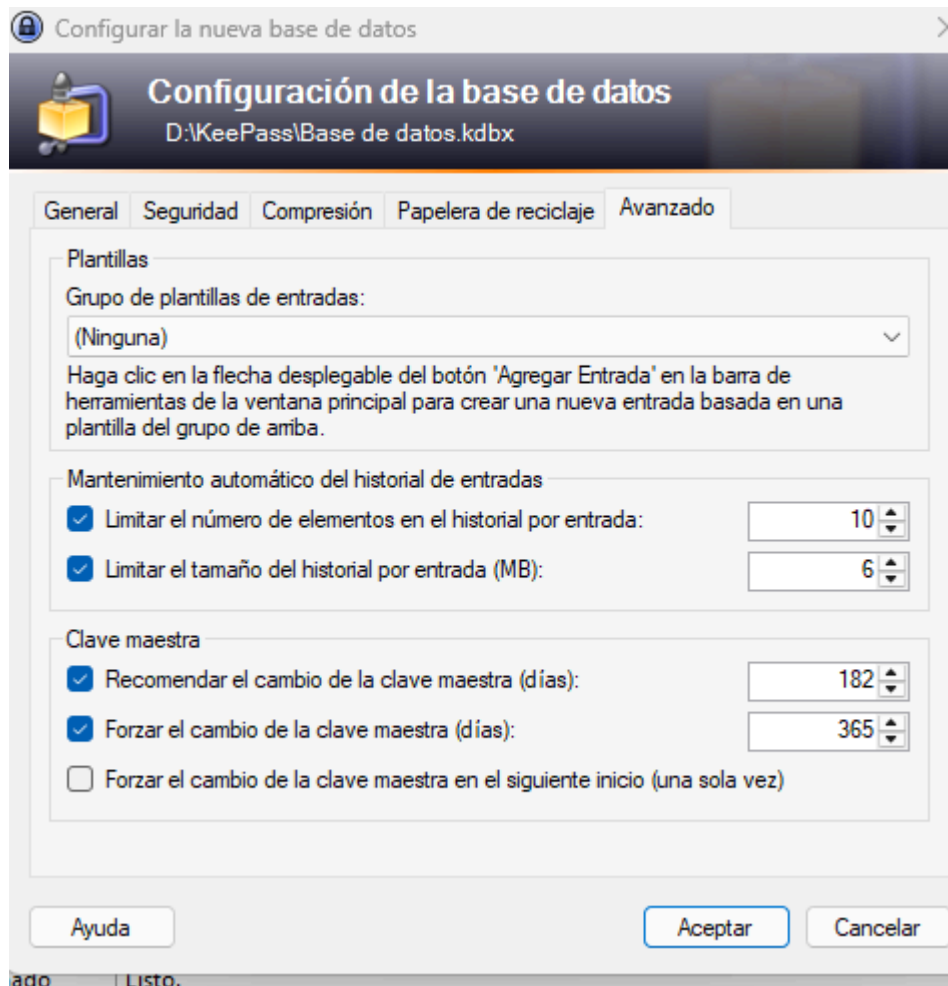 Configurar la nueva base de datos
Configuración de la base de datos
D:\KeePass\Base de datos.kdbx
General Seguridad Compresión Papelera de reciclaje Avanzado
Plantillas
Grupo de plantillas de entradas:
(Ninguna)
Haga clic en la flecha desplegable del botón 'Agregar Entrada' en la barra de
herramientas de la ventana principal para crear una nueva entrada basada en una
plantilla del grupo de arriba.
Mantenimiento automático del historial de entradas
Limitar el número de elementos en el historial por entrada: 10
Limitar el tamaño del historial por entrada (MB): 6
Clave maestra
Recomendar el cambio de la clave maestra (días): 182
Forzar el cambio de la clave maestra (días): 365
Forzar el cambio de la clave maestra en el siguiente inicio (una sola vez)
Ayuda Aceptar Cancelar
ado Listo.